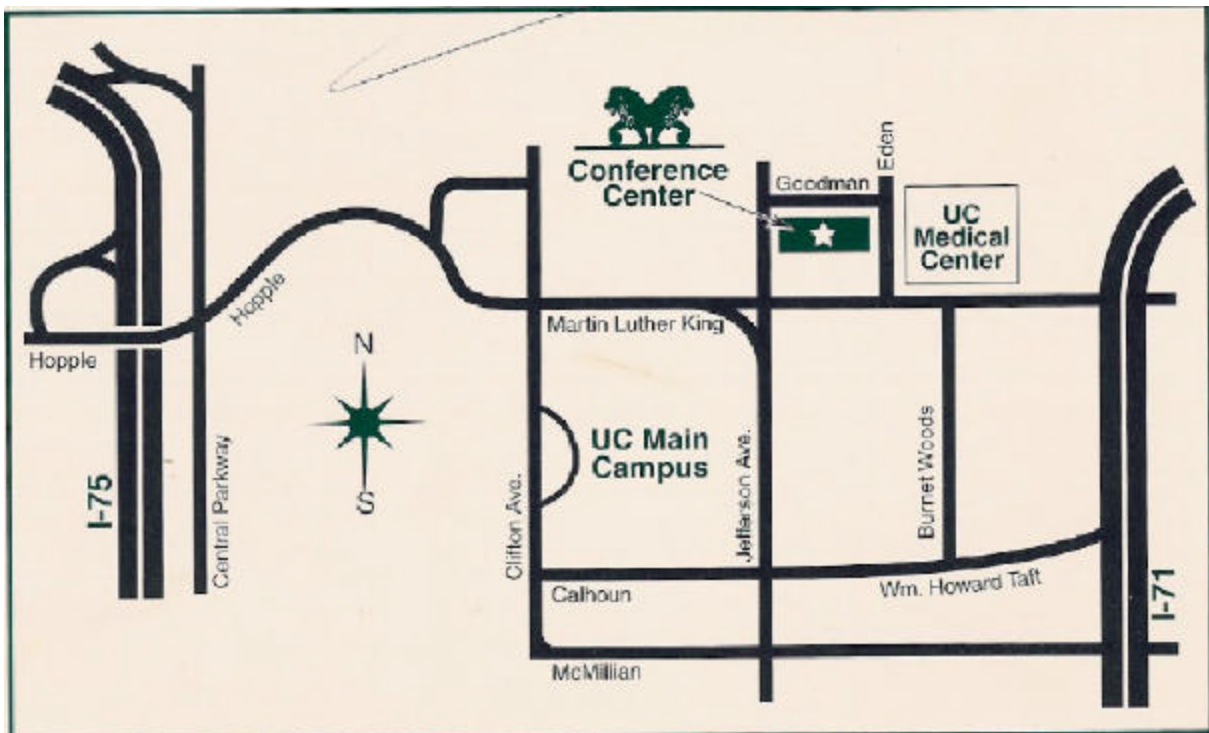 Conference
Center
Goodman
Eden
UC
Medical
Center
Hopple
Martin Luther King
Hopple
N
S
UC Main
Campus
I-75
Central Parkway
Clifton Ave.
Jefferson Ave.
Burnet Woods
Calhoun
Wm. Howard Taft
I-71
McMillian